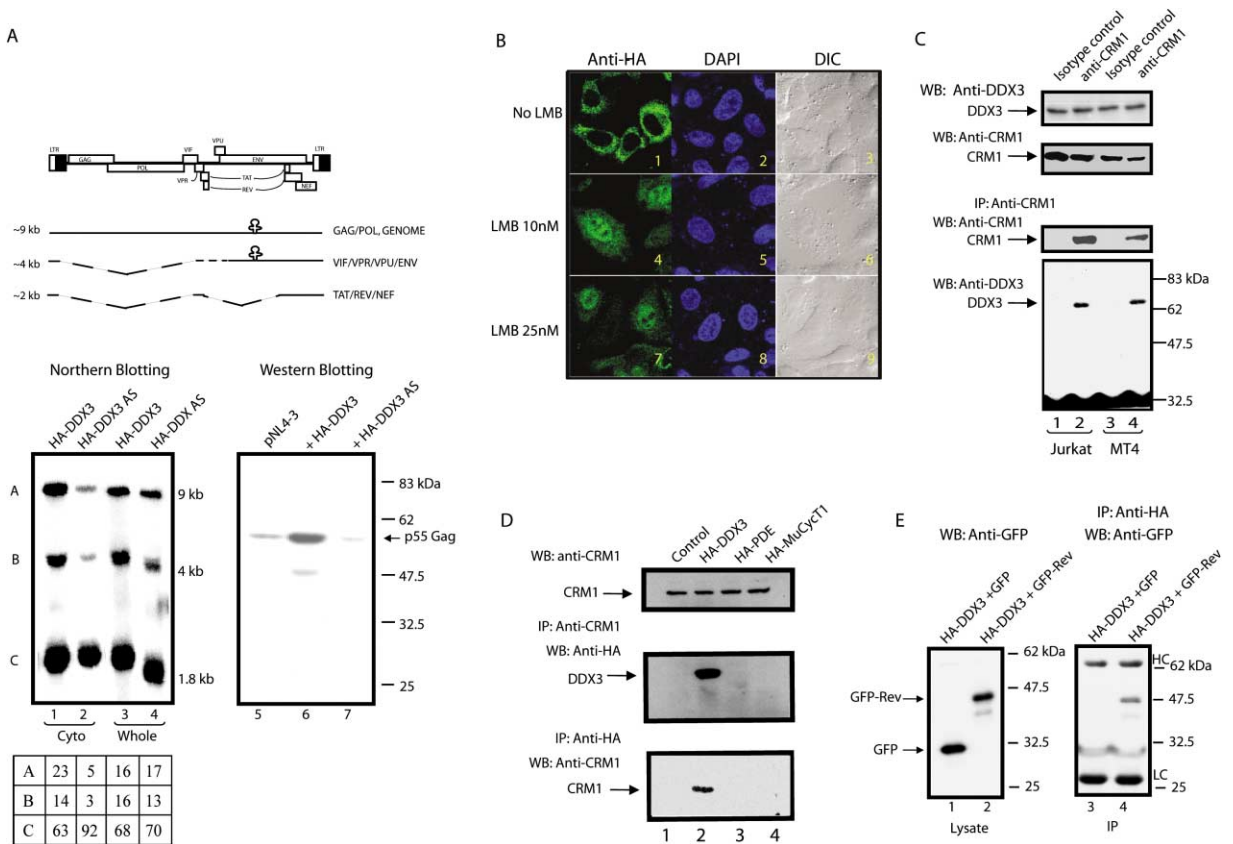 A
LTR
GAG
POL
VIF
VPR
VPU
ENV
TAT
REV
NEF
LTR
~9 kb
GAG/POL, GENOME
~4 kb
VIF/VPR/VPU/ENV
~2 kb
TAT/REV/NEF
Northern Blotting
HA-DDX3
HA-DDX3 AS
HA-DDX3
HA-DDX AS
A
9 kb
B
4 kb
C
1.8 kb
1 2 3 4
Cyto Whole
A 23 5 16 17
B 14 3 16 13
C 63 92 68 70
Western Blotting
pNL4-3
+ HA-DDX3
+ HA-DDX3 AS
83 kDa
62
p55 Gag
47.5
32.5
25
5 6 7
B
Anti-HA DAPI DIC
No LMB
1 2 3
LMB 10nM
4 5 6
LMB 25nM
7 8 9
C
Isotype control
anti-CRM1
Isotype control
anti-CRM1
WB: Anti-DDX3
DDX3
WB: Anti-CRM1
CRM1
IP: Anti-CRM1
WB: Anti-CRM1
CRM1
WB: Anti-DDX3
DDX3
83 kDa
62
47.5
32.5
1 2 3 4
Jurkat MT4
D
Control
HA-DDX3
HA-PDE
HA-MuCycT1
WB: anti-CRM1
CRM1
IP: Anti-CRM1
WB: Anti-HA
DDX3
IP: Anti-HA
WB: Anti-CRM1
CRM1
1 2 3 4
E
WB: Anti-GFP
HA-DDX3 +GFP
HA-DDX3 + GFP-Rev
62 kDa
47.5
GFP-Rev
32.5
GFP
25
1 2
Lysate
IP: Anti-HA
WB: Anti-GFP
HA-DDX3 +GFP
HA-DDX3 + GFP-Rev
HC
62 kDa
47.5
32.5
LC
25
3 4
IP